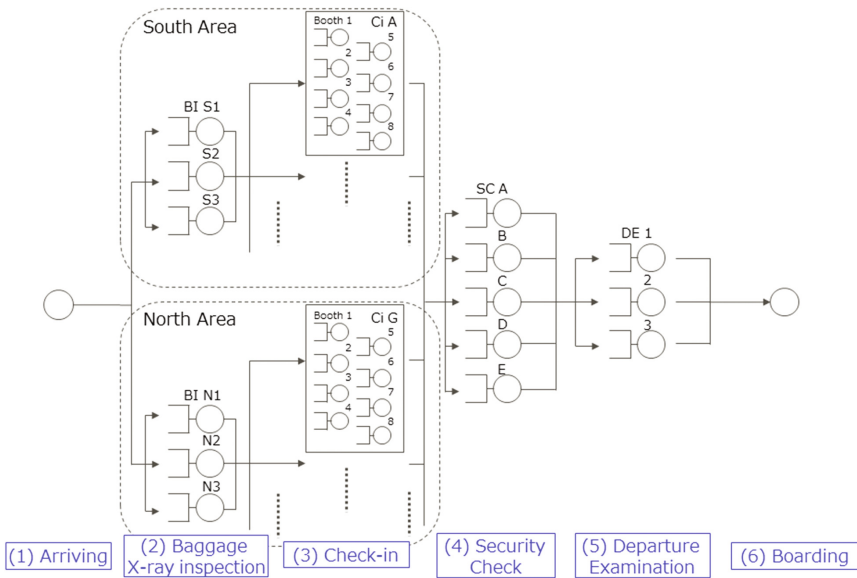 South Area
Booth 1
Ci A
5
2
6
3
7
4
8
BI S1
S2
S3
SC A
B
C
D
E
DE 1
2
3
North Area
Booth 1
Ci G
5
2
6
3
7
4
8
BI N1
N2
N3
(1) Arriving
(2) Baggage
X-ray inspection
(3) Check-in
(4) Security
Check
(5) Departure
Examination
(6) Boarding